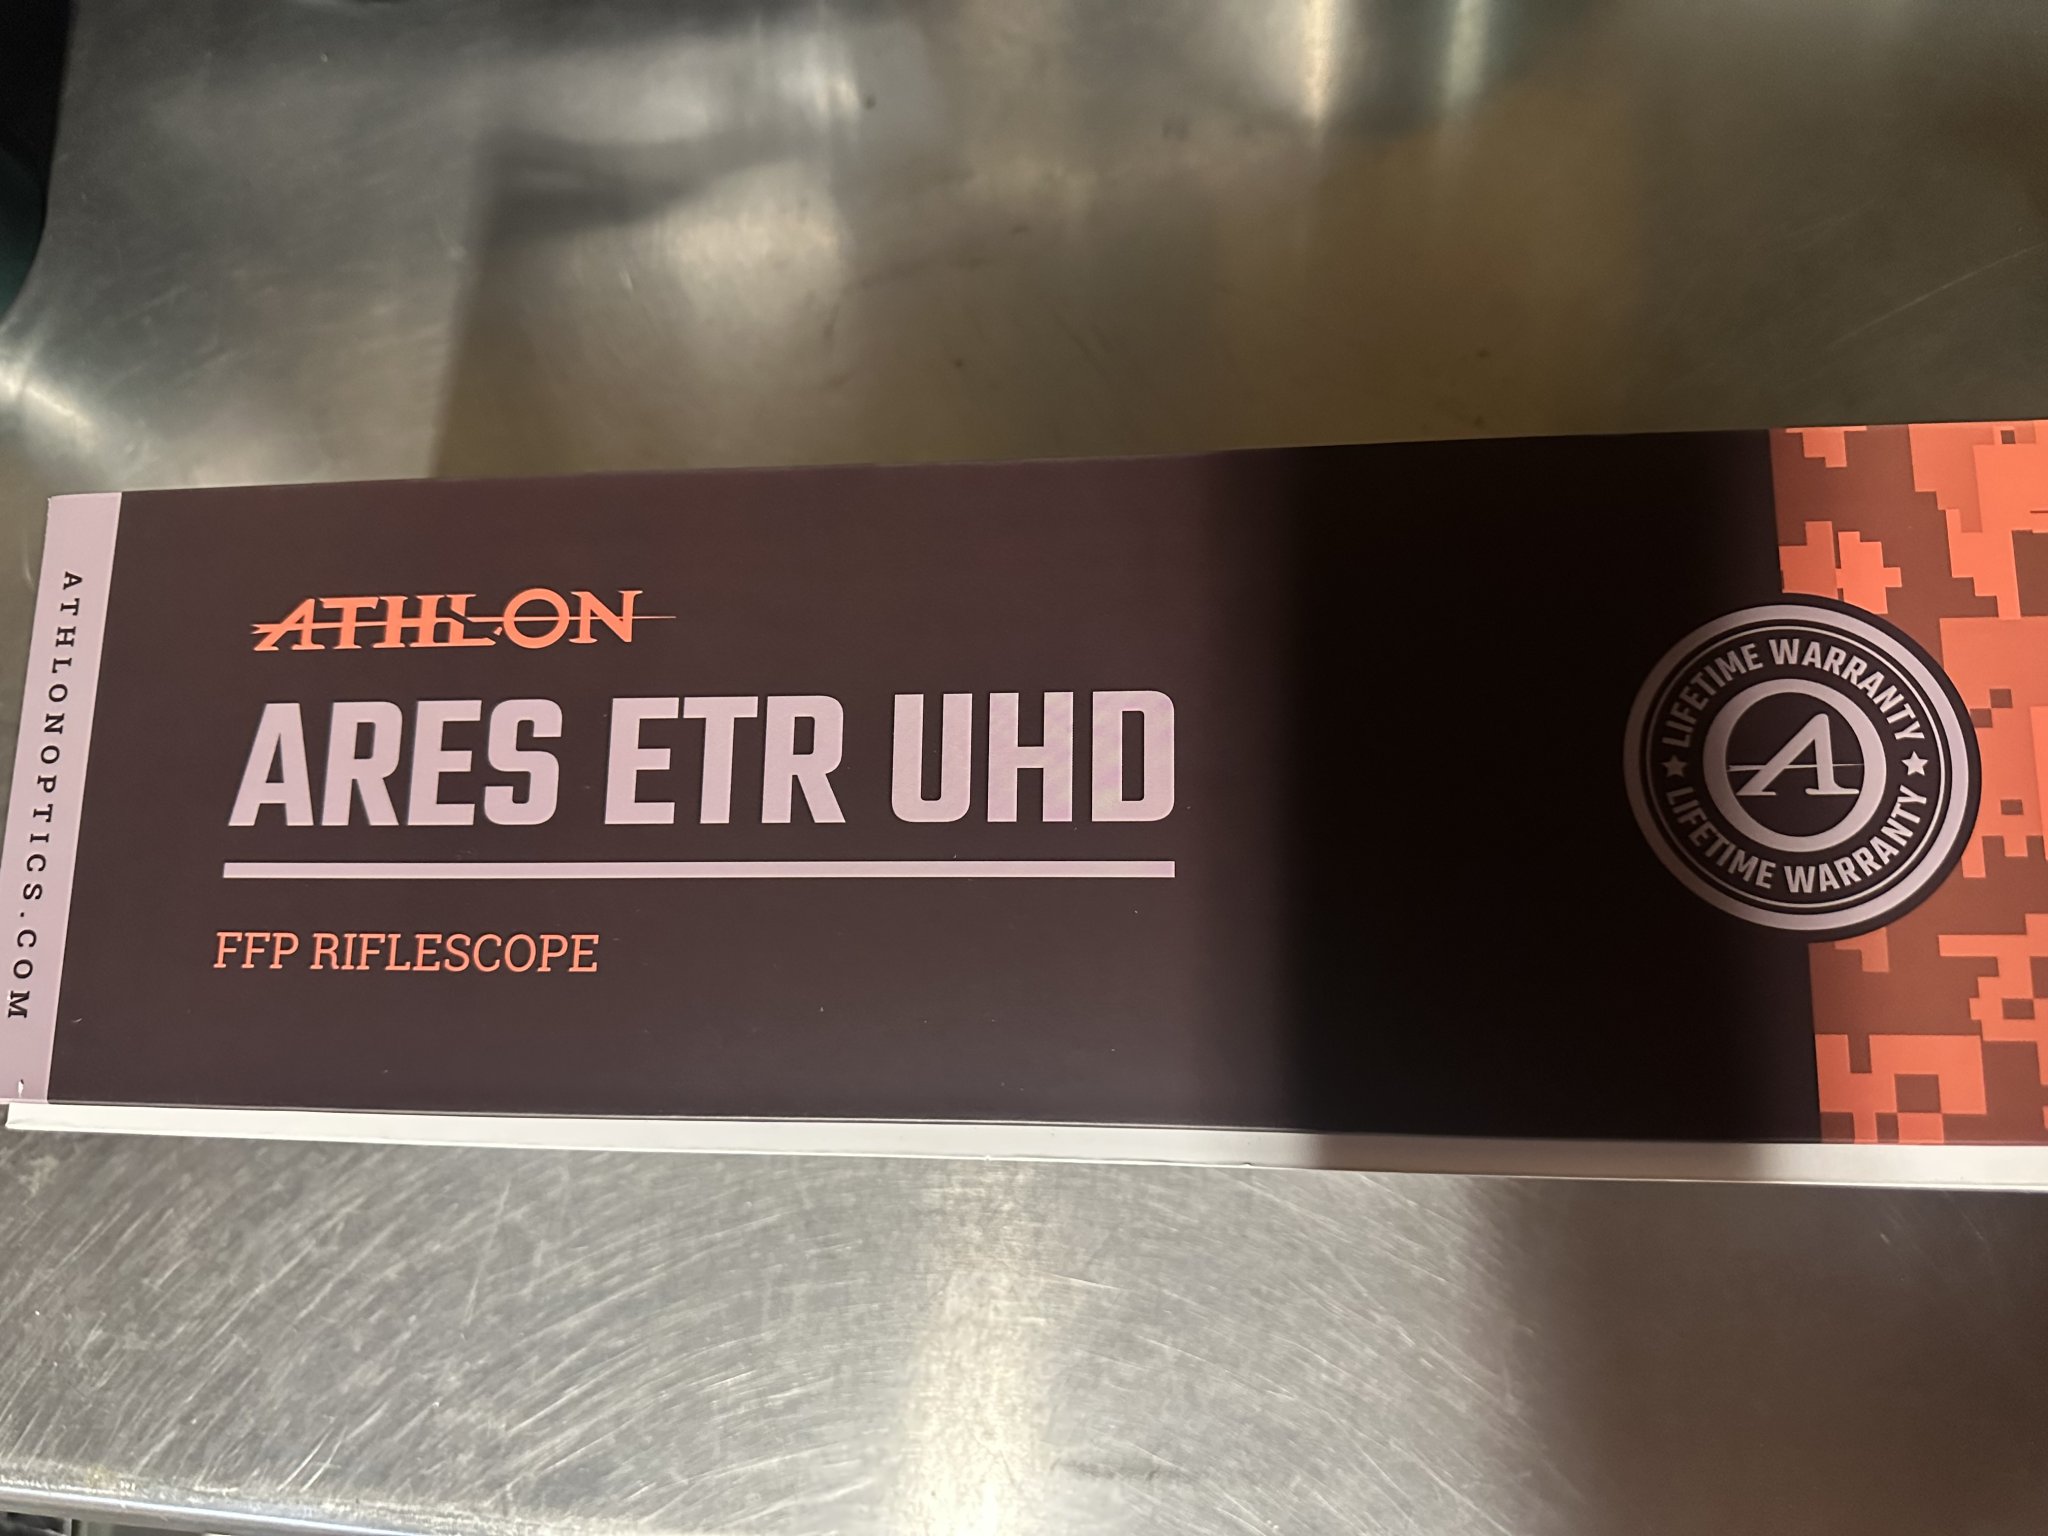 ATHLONOPTICS.COM
ATHLON
ARES ETR UHD
FFP RIFLESCOPE
LIFETIME WARRANTY
A
LIFETIME WARRANTY